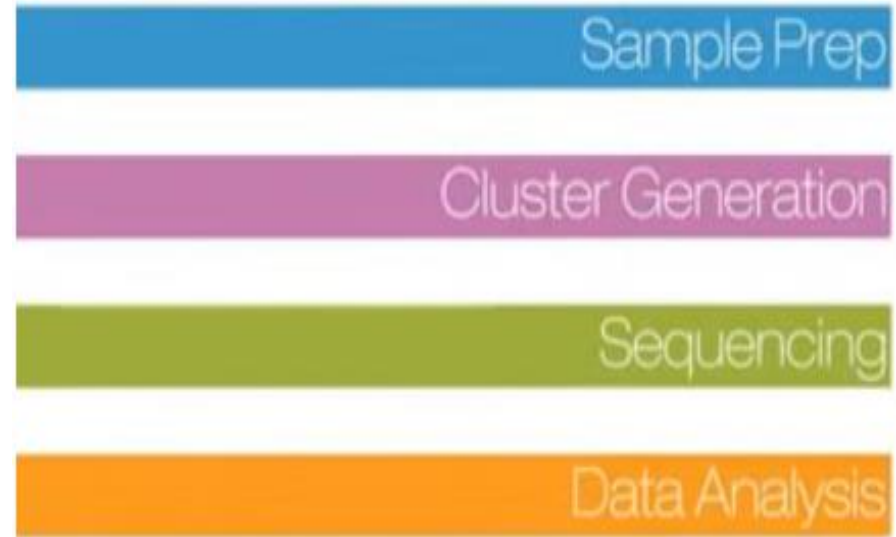 Sample Prep
Cluster Generation
Sequencing
Data Analysis